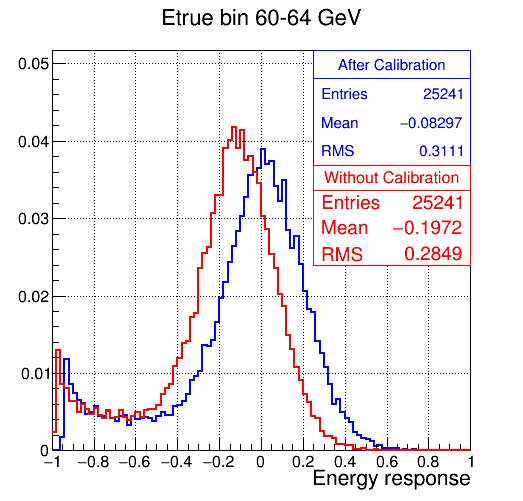 Etrue bin 60-64 GeV
After Calibration
Entries 25241
Mean −0.08297
RMS 0.3111
Without Calibration
Entries 25241
Mean −0.1972
RMS 0.2849
0.05
0.04
0.03
0.02
0.01
0
−1 −0.8 −0.6 −0.4 −0.2 0 0.2 0.4 0.6 0.8 1
Energy response